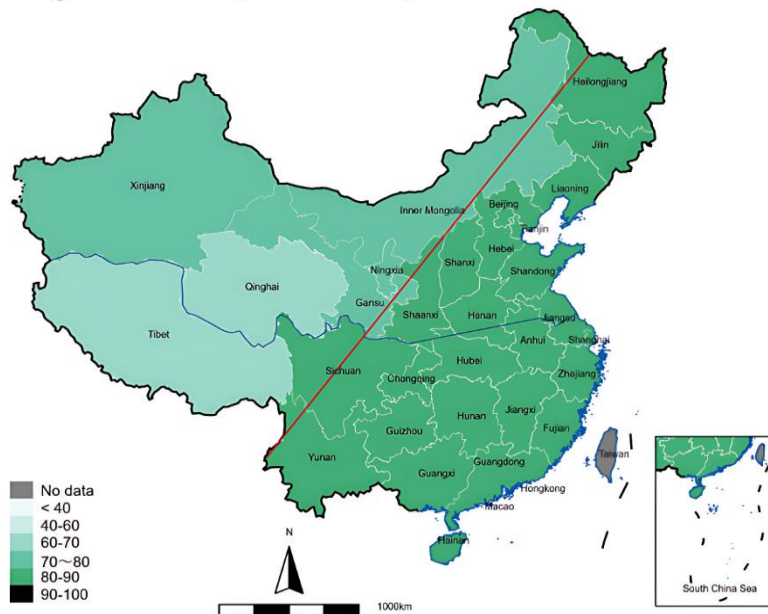 Heilongjiang
Jilin
Liaoning
Xinjiang
Inner Mongolia
Beijing
Tianjin
Hebei
Ningxia
Shanxi
Shandong
Qinghai
Gansu
Shaanxi
Henan
Jiangsu
Tibet
Anhui
Shanghai
Hubei
Sichuan
Chongqing
Zhejiang
Hunan
Jiangxi
Guizhou
Fujian
Yunan
Taiwan
Guangxi
Guangdong
Hongkong
Macao
Hainan
No data
< 40
40-60
60-70
70~80
80-90
90-100
N
1000km
South China Sea